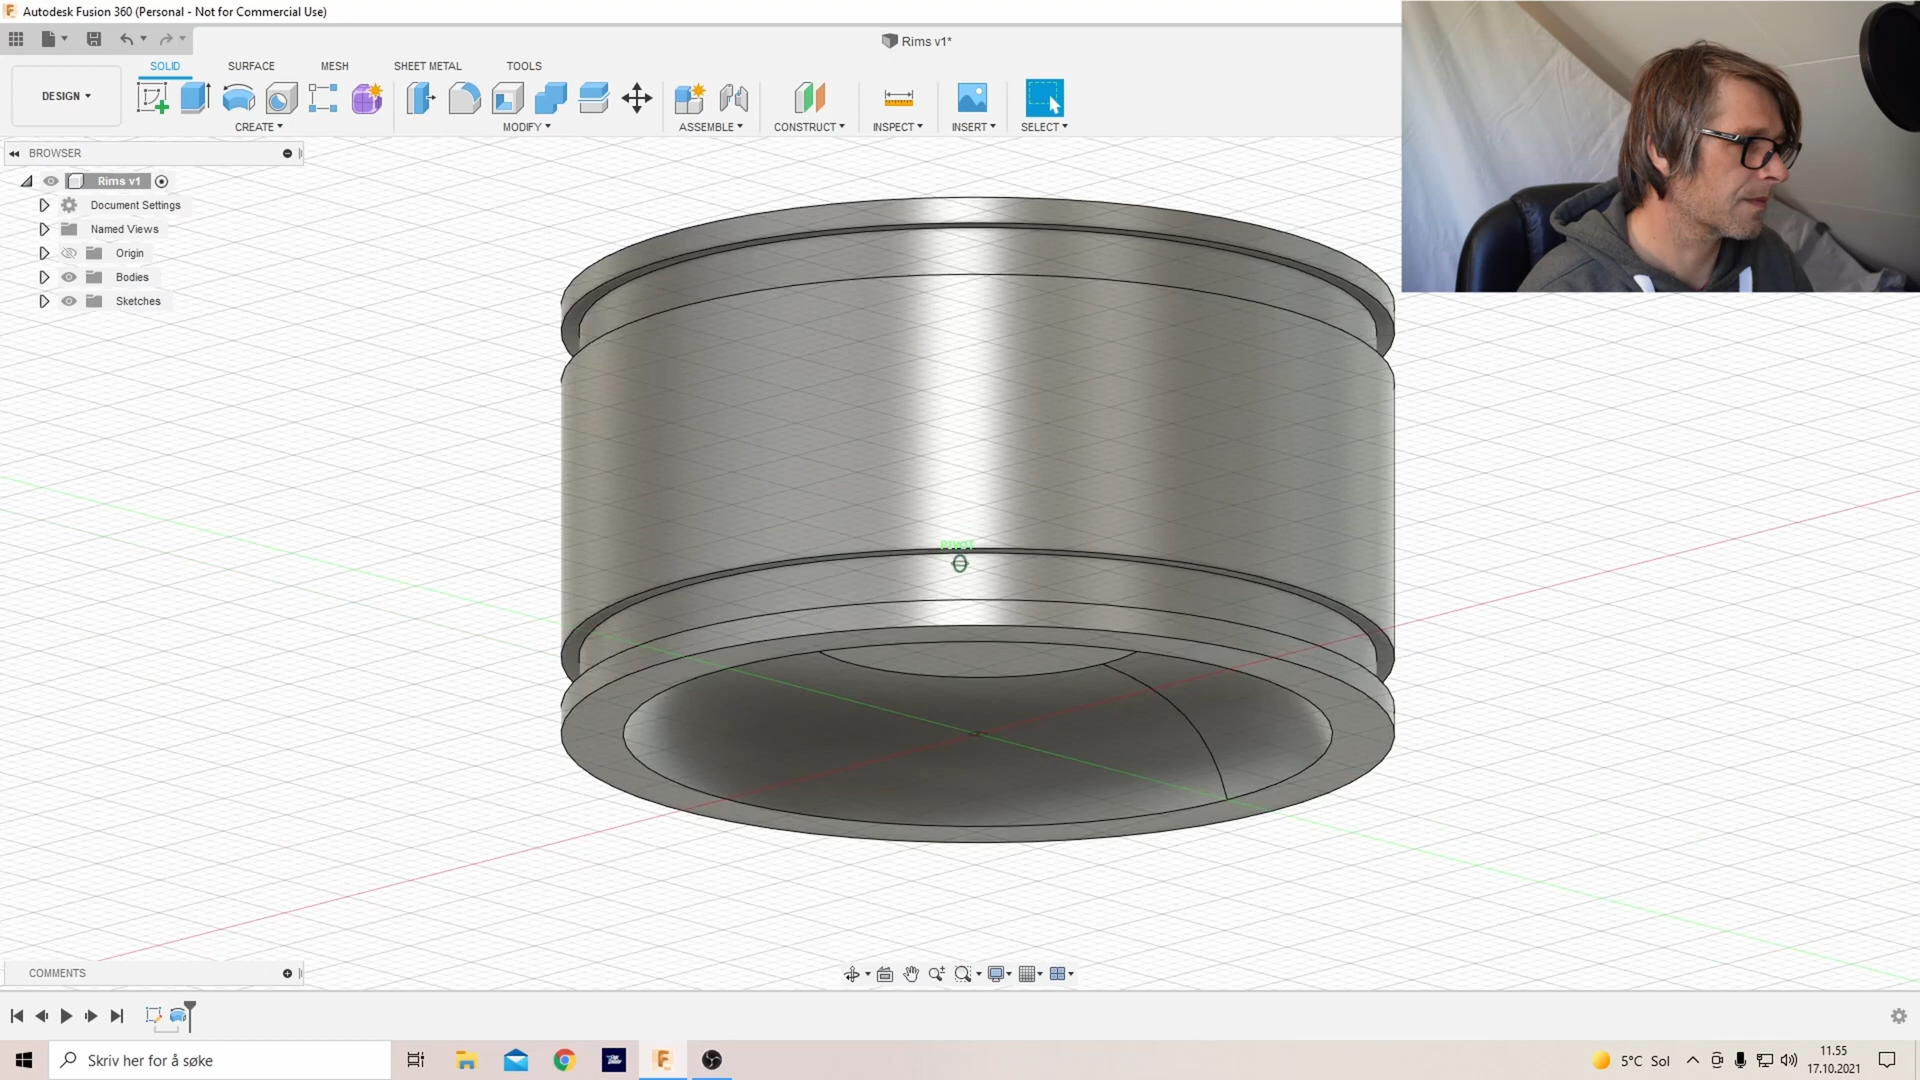 Autodesk Fusion 360 (Personal - Not for Commercial Use)
Rims v1*
SOLID SURFACE MESH SHEET METAL TOOLS
DESIGN
CREATE MODIFY ASSEMBLE CONSTRUCT INSPECT INSERT SELECT
BROWSER
Rims v1
Document Settings
Named Views
Origin
Bodies
Sketches
PIVOT
COMMENTS
Skriv her for å søke
5°C Sol
11.55
17.10.2021